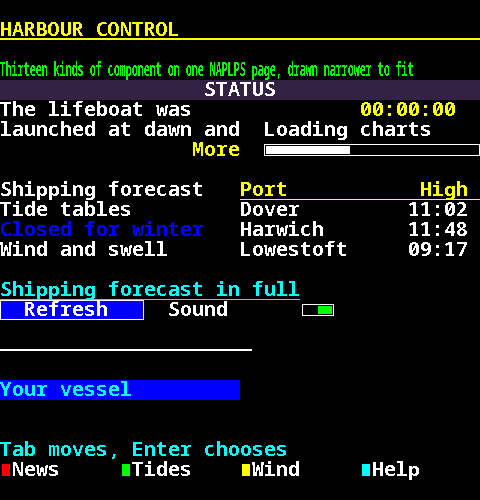 HARBOUR CONTROL
Thirteen kinds of component on one NAPLPS page, drawn narrower to fit
STATUS
The lifeboat was 00:00:00
launched at dawn and Loading charts
More
Shipping forecast Port High
Tide tables Dover 11:02
Closed for winter Harwich 11:48
Wind and swell Lowestoft 09:17
Shipping forecast in full
Refresh Sound
Your vessel
Tab moves, Enter chooses
News Tides Wind Help